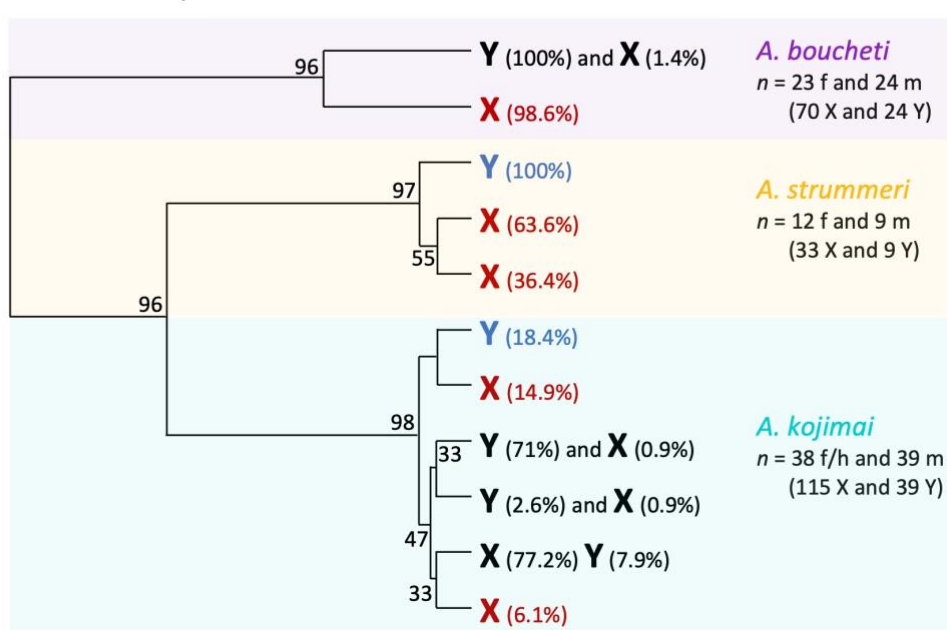 96
Y (100%) and X (1.4%)
X (98.6%)
A. boucheti
n = 23 f and 24 m
(70 X and 24 Y)
97
Y (100%)
X (63.6%)
55
X (36.4%)
A. strummeri
n = 12 f and 9 m
(33 X and 9 Y)
96
Y (18.4%)
X (14.9%)
98
33
Y (71%) and X (0.9%)
Y (2.6%) and X (0.9%)
47
X (77.2%) Y (7.9%)
33
X (6.1%)
A. kojimai
n = 38 f/h and 39 m
(115 X and 39 Y)